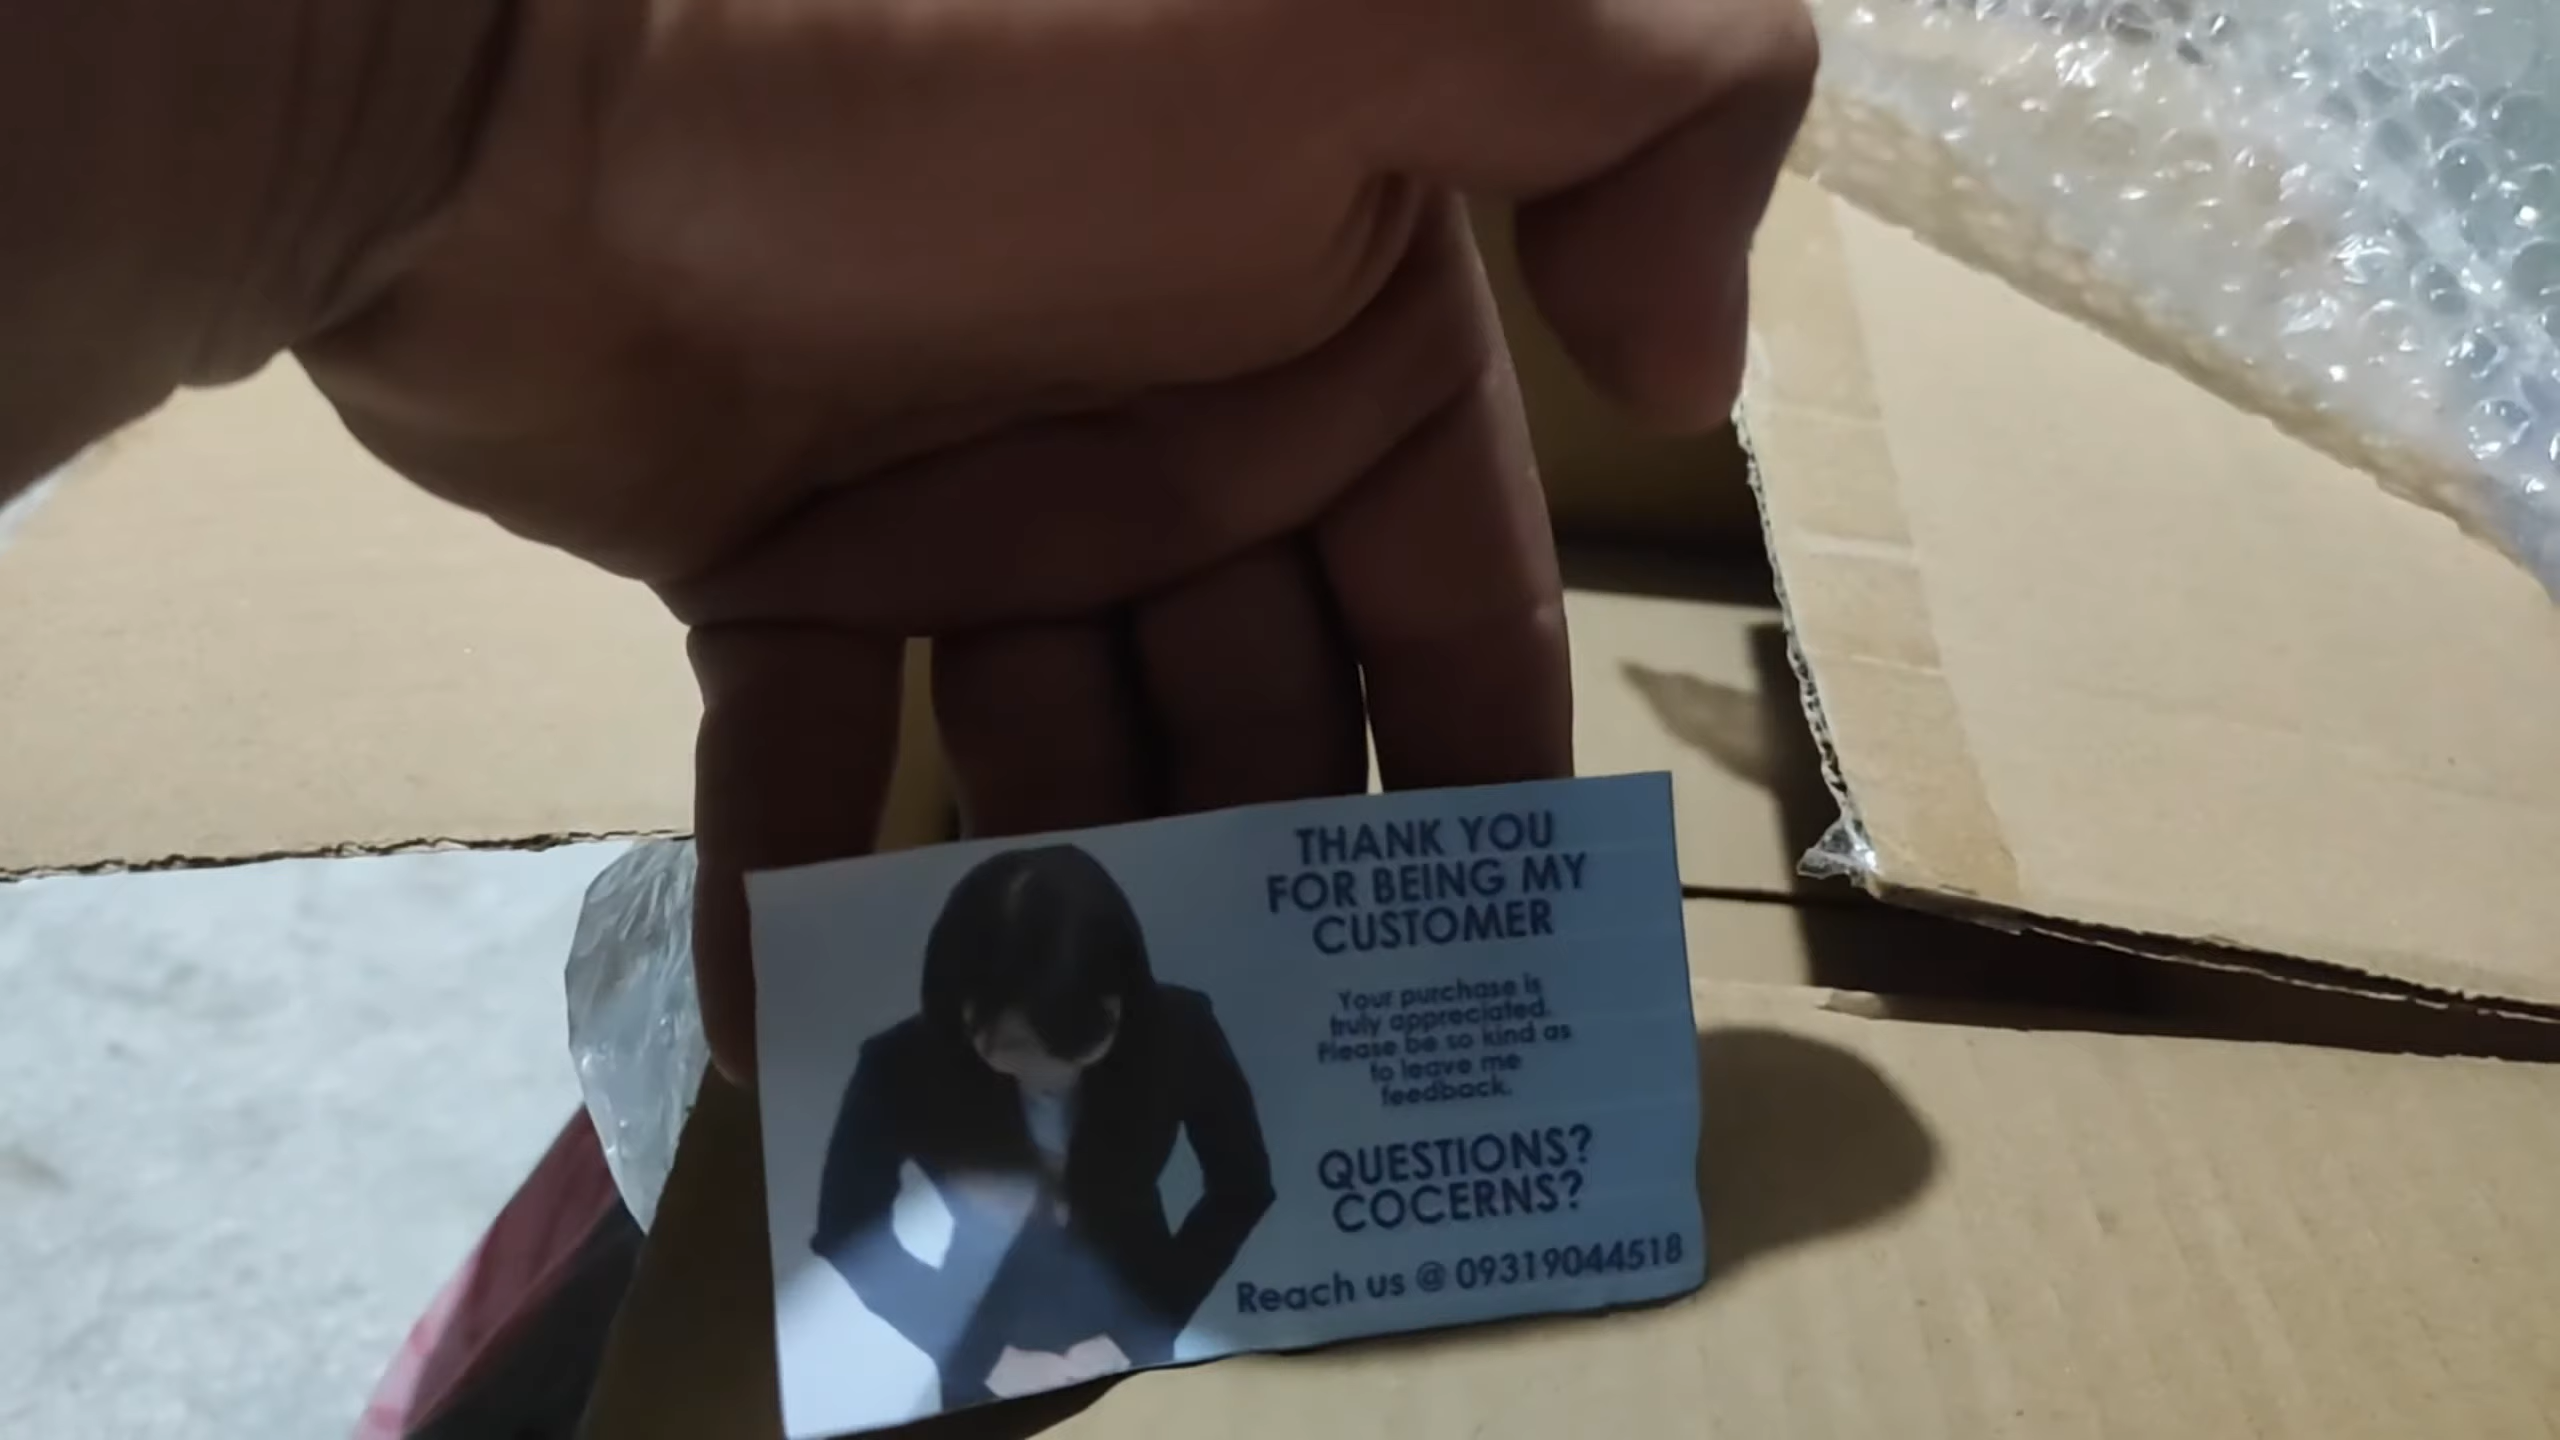 THANK YOU
FOR BEING MY
CUSTOMER
Your purchase is
truly appreciated.
Please be so kind as
to leave me
feedback.
QUESTIONS?
COCERNS?
Reach us @ 09319044518